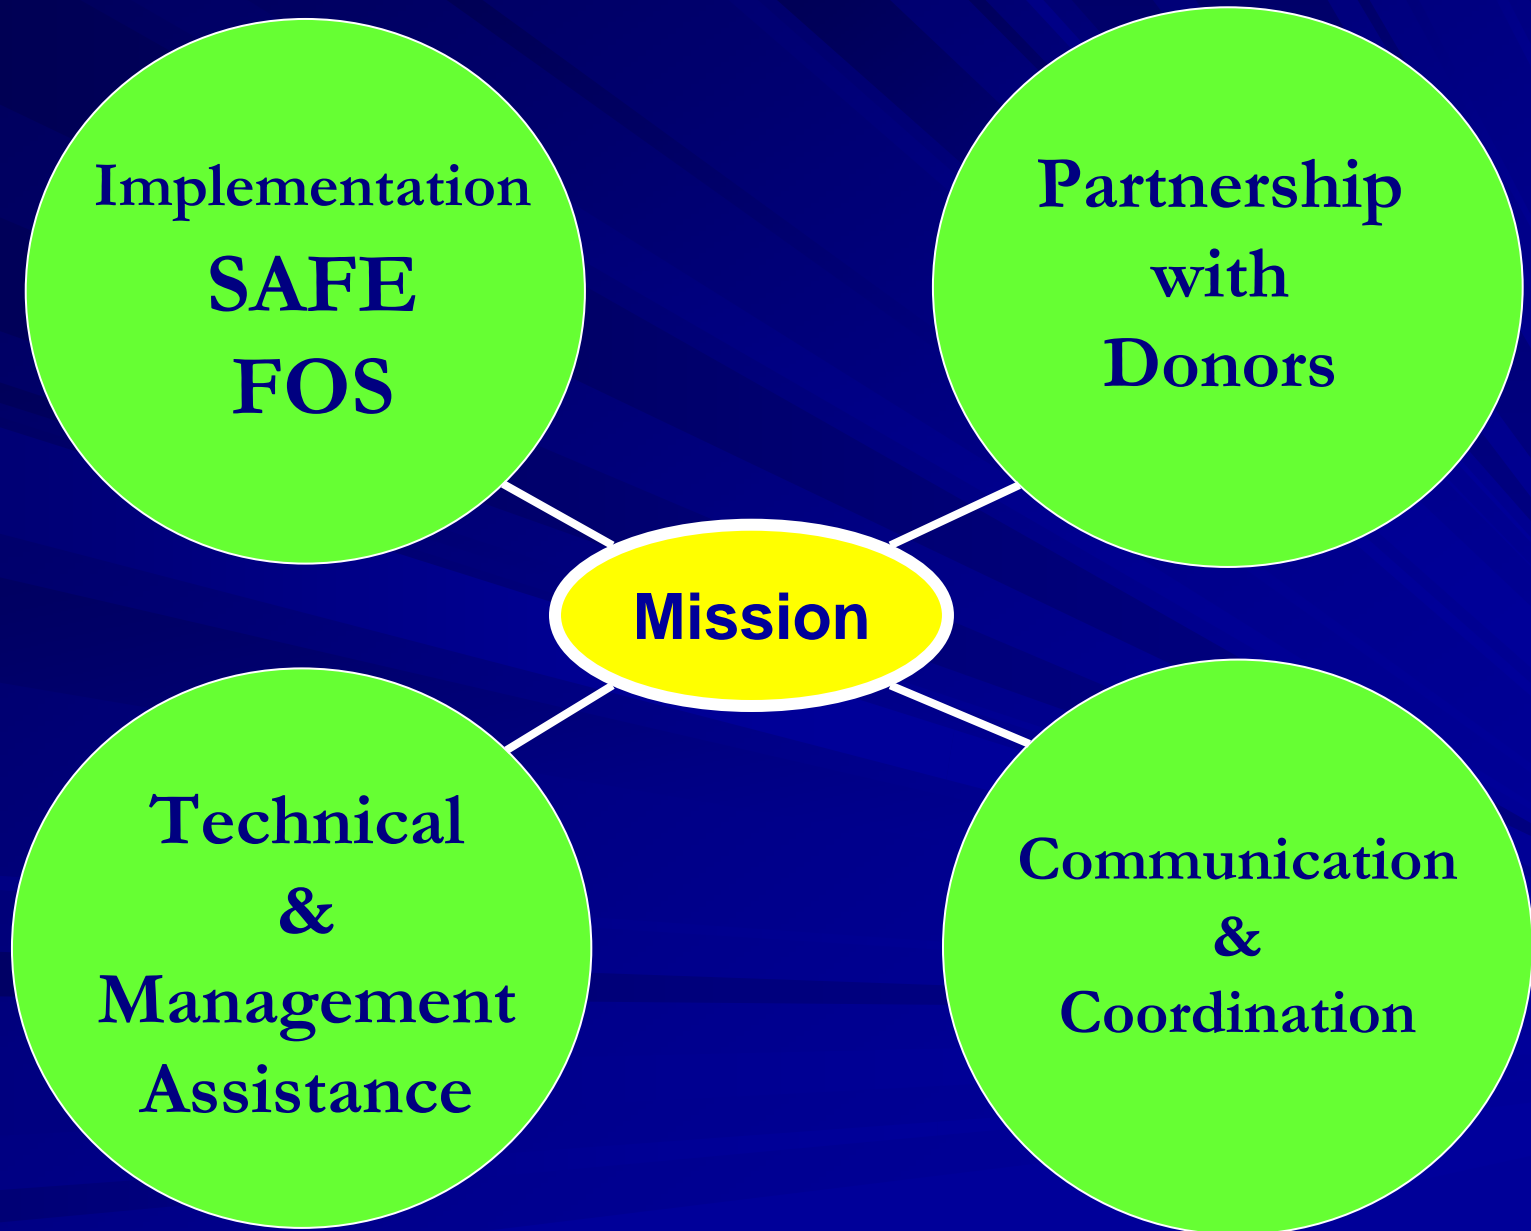 Implementation
SAFE
FOS
Partnership
with
Donors
Mission
Technical
&
Management
Assistance
Communication
&
Coordination